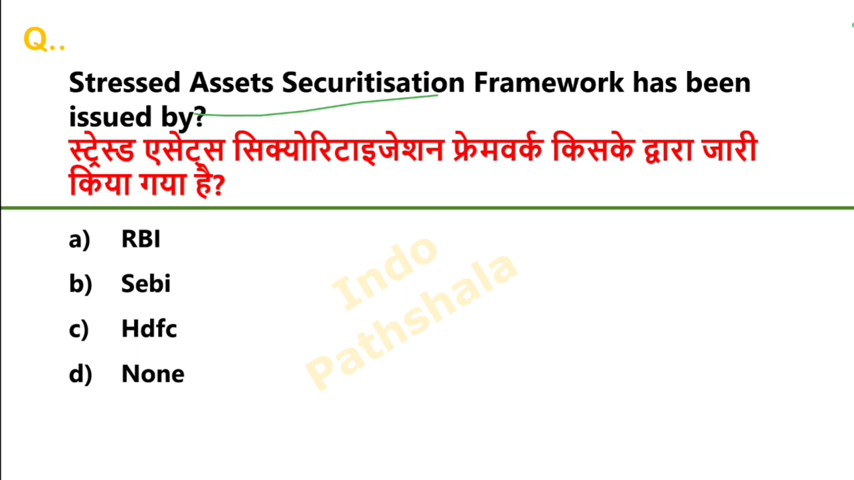 Q..
Stressed Assets Securitisation Framework has been
issued by?
स्ट्रेस्ड एसेट्स सिक्योरिटाइजेशन फ्रेमवर्क किसके द्वारा जारी
किया गया है?
a) RBI
b) Sebi
c) Hdfc
d) None
Indo
Pathshala